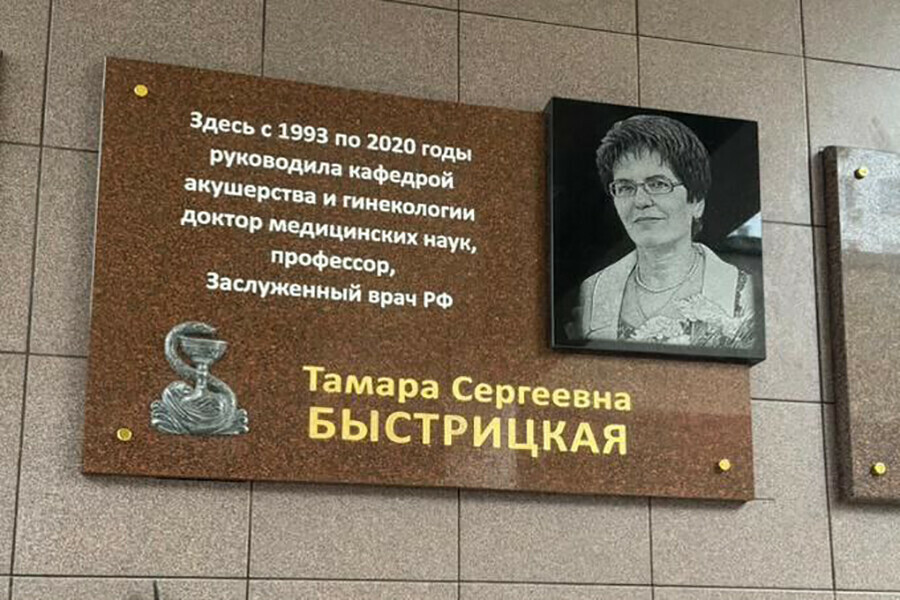 Здесь с 1993 по 2020 годы
руководила кафедрой
акушерства и гинекологии
доктор медицинских наук,
профессор,
Заслуженный врач РФ
Тамара Сергеевна
БЫСТРИЦКАЯ